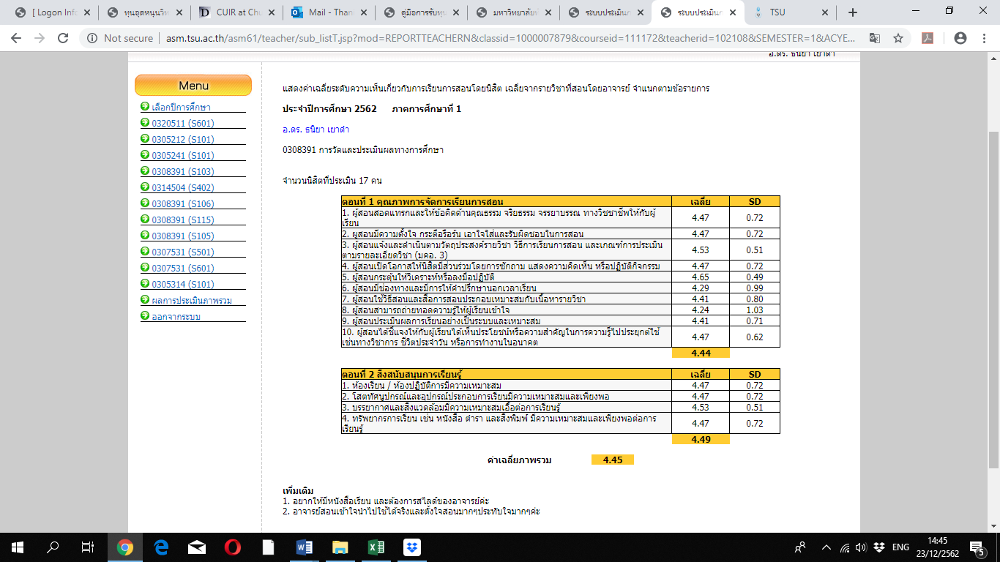 [ Logon Info
ทุนอุดหนุนวิท
CUIR at Chu
Mail - Thani
คู่มือการรับทุน
มหาวิทยาลัย
ระบบประเมิน
ระบบประเมิน
TSU
Not secure | asm.tsu.ac.th/asm61/teacher/sub_listT.jsp?mod=REPORTTEACHERN&classid=1000007879&courseid=111172&teacherid=102108&SEMESTER=1&ACYE...
อ.ดร. ธนิยา เยาดำ
Menu
เลือกปีการศึกษา
0320511 (S601)
0305212 (S101)
0305241 (S101)
0308391 (S103)
0314504 (S402)
0308391 (S106)
0308391 (S115)
0308391 (S105)
0307531 (S501)
0307531 (S601)
0305314 (S101)
ผลการประเมินภาพรวม
ออกจากระบบ
แสดงค่าเฉลี่ยระดับความเห็นเกี่ยวกับการเรียนการสอนโดยนิสิต เฉลี่ยจากรายวิชาที่สอนโดยอาจารย์ จำแนกตามข้อรายการ
ประจำปีการศึกษา 2562 ภาคการศึกษาที่ 1
อ.ดร. ธนิยา เยาดำ
0308391 การวัดและประเมินผลทางการศึกษา
จำนวนนิสิตที่ประเมิน 17 คน
ตอนที่ 1 คุณภาพการจัดการเรียนการสอน เฉลี่ย SD
1. ผู้สอนสอดแทรกและให้ข้อคิดด้านคุณธรรม จริยธรรม จรรยาบรรณ ทางวิชชาชีพให้กับผู้
เรียน 4.47 0.72
2. ผู้สอนมีความตั้งใจ กระตือรือร้น เอาใจใส่และรับผิดชอบในการสอน 4.47 0.72
3. ผู้สอนแจ้งและดำเนินตามวัตถุประสงค์รายวิชา วิธีการเรียนการสอน และเกณฑ์การประเมิน
ตามรายละเอียดวิชา (มคอ. 3) 4.53 0.51
4. ผู้สอนเปิดโอกาสให้นิสิตมีส่วนร่วมโดยการซักถาม แสดงความคิดเห็น หรือปฏิบัติกิจกรรม 4.47 0.72
5. ผู้สอนกระตุ้นให้วิเคราะห์หรือลงมือปฏิบัติ 4.65 0.49
6. ผู้สอนมีช่องทางและมีการให้คำปรึกษานอกเวลาเรียน 4.29 0.99
7. ผู้สอนใช้วิธีสอนและสื่อการสอนประกอบเหมาะสมกับเนื้อหารายวิชา 4.41 0.80
8. ผู้สอนสามารถถ่ายทอดความรู้ให้ผู้เรียนเข้าใจ 4.24 1.03
9. ผู้สอนประเมินผลการเรียนอย่างเป็นระบบและเหมาะสม 4.41 0.71
10. ผู้สอนได้ชี้แจงให้กับผู้เรียนได้เห็นประโยชน์หรือความสำคัญในการความรู้ไปประยุกต์ใช้
เช่นทางวิชาการ ชีวิตประจำวัน หรือการทำงานในอนาคต 4.47 0.62
4.44
ตอนที่ 2 สิ่งสนับสนุนการเรียนรู้ เฉลี่ย SD
1. ห้องเรียน / ห้องปฏิบัติการมีความเหมาะสม 4.47 0.72
2. โสตทัศนูปกรณ์และอุปกรณ์ประกอบการเรียนมีความเหมาะสมและเพียงพอ 4.47 0.72
3. บรรยากาศและสิ่งแวดล้อมมีความเหมาะสมเอื้อต่อการเรียนรู้ 4.53 0.51
4. ทรัพยากรการเรียน เช่น หนังสือ ตำรา และสิ่งพิมพ์ มีความเหมาะสมและเพียงพอต่อการ
เรียนรู้ 4.47 0.72
4.49
ค่าเฉลี่ยภาพรวม 4.45
เพิ่มเติม
1. อยากให้มีหนังสือเรียน และต้องการสไลด์ของอาจารย์ค่ะ
2. อาจารย์สอนเข้าใจนำไปใช้ได้จริงและตั้งใจสอนมากๆประทับใจมากๆค่ะ
ENG
14:45
23/12/2562
5